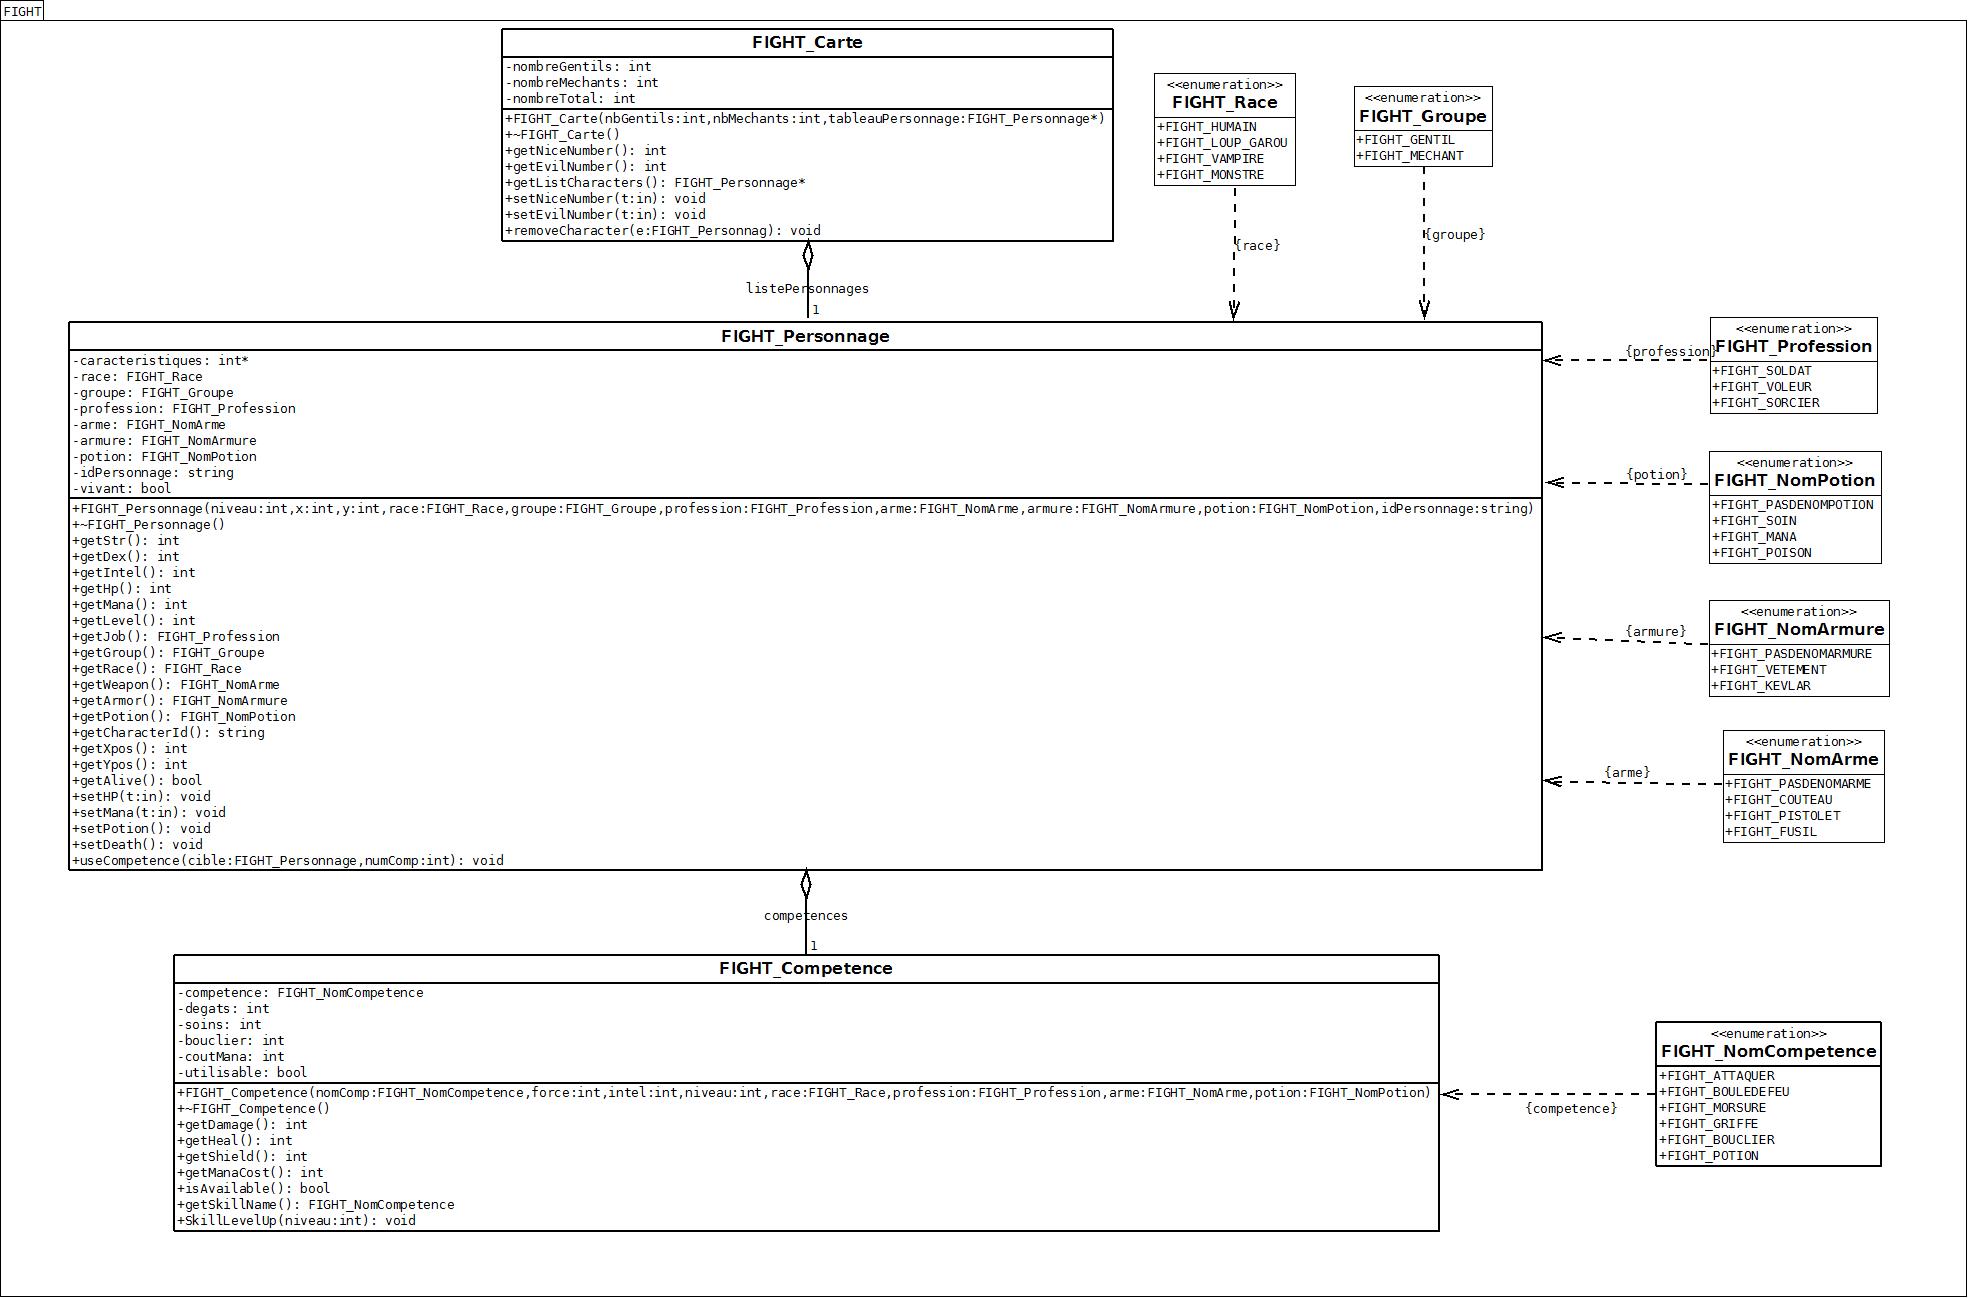 FIGHT
FIGHT_Carte
-nombreGentils: int
-nombreMechants: int
-nombreTotal: int
+FIGHT_Carte(nbGentils:int,nbMechants:int,tableauPersonnage:FIGHT_Personnage*)
+~FIGHT_Carte()
+getNiceNumber(): int
+getEvilNumber(): int
+getListCharacters(): FIGHT_Personnage*
+setNiceNumber(t:in): void
+setEvilNumber(t:in): void
+removeCharacter(e:FIGHT_Personnag): void
<<enumeration>>
FIGHT_Race
+FIGHT_HUMAIN
+FIGHT_LOUP_GAROU
+FIGHT_VAMPIRE
+FIGHT_MONSTRE
<<enumeration>>
FIGHT_Groupe
+FIGHT_GENTIL
+FIGHT_MECHANT
{race}
{groupe}
listePersonnages
1
FIGHT_Personnage
-caracteristiques: int*
-race: FIGHT_Race
-groupe: FIGHT_Groupe
-profession: FIGHT_Profession
-arme: FIGHT_NomArme
-armure: FIGHT_NomArmure
-potion: FIGHT_NomPotion
-idPersonnage: string
-vivant: bool
+FIGHT_Personnage(niveau:int,x:int,y:int,race:FIGHT_Race,groupe:FIGHT_Groupe,profession:FIGHT_Profession,arme:FIGHT_NomArme,armure:FIGHT_NomArmure,potion:FIGHT_NomPotion,idPersonnage:string)
+~FIGHT_Personnage()
+getStr(): int
+getDex(): int
+getIntel(): int
+getHp(): int
+getMana(): int
+getLevel(): int
+getJob(): FIGHT_Profession
+getGroup(): FIGHT_Groupe
+getRace(): FIGHT_Race
+getWeapon(): FIGHT_NomArme
+getArmor(): FIGHT_NomArmure
+getPotion(): FIGHT_NomPotion
+getCharacterId(): string
+getXpos(): int
+getYpos(): int
+getAlive(): bool
+setHP(t:in): void
+setMana(t:in): void
+setPotion(): void
+setDeath(): void
+useCompetence(cible:FIGHT_Personnage,numComp:int): void
{profession}
<<enumeration>>
FIGHT_Profession
+FIGHT_SOLDAT
+FIGHT_VOLEUR
+FIGHT_SORCIER
{potion}
<<enumeration>>
FIGHT_NomPotion
+FIGHT_PASDENOMPOTION
+FIGHT_SOIN
+FIGHT_MANA
+FIGHT_POISON
{armure}
<<enumeration>>
FIGHT_NomArmure
+FIGHT_PASDENOMARMURE
+FIGHT_VETEMENT
+FIGHT_KEVLAR
{arme}
<<enumeration>>
FIGHT_NomArme
+FIGHT_PASDENOMARME
+FIGHT_COUTEAU
+FIGHT_PISTOLET
+FIGHT_FUSIL
competences
1
FIGHT_Competence
-competence: FIGHT_NomCompetence
-degats: int
-soins: int
-bouclier: int
-coutMana: int
-utilisable: bool
+FIGHT_Competence(nomComp:FIGHT_NomCompetence,force:int,intel:int,niveau:int,race:FIGHT_Race,profession:FIGHT_Profession,arme:FIGHT_NomArme,potion:FIGHT_NomPotion)
+~FIGHT_Competence()
+getDamage(): int
+getHeal(): int
+getShield(): int
+getManaCost(): int
+isAvailable(): bool
+getSkillName(): FIGHT_NomCompetence
+SkillLevelUp(niveau:int): void
{competence}
<<enumeration>>
FIGHT_NomCompetence
+FIGHT_ATTAQUER
+FIGHT_BOULEDEFEU
+FIGHT_MORSURE
+FIGHT_GRIFFE
+FIGHT_BOUCLIER
+FIGHT_POTION